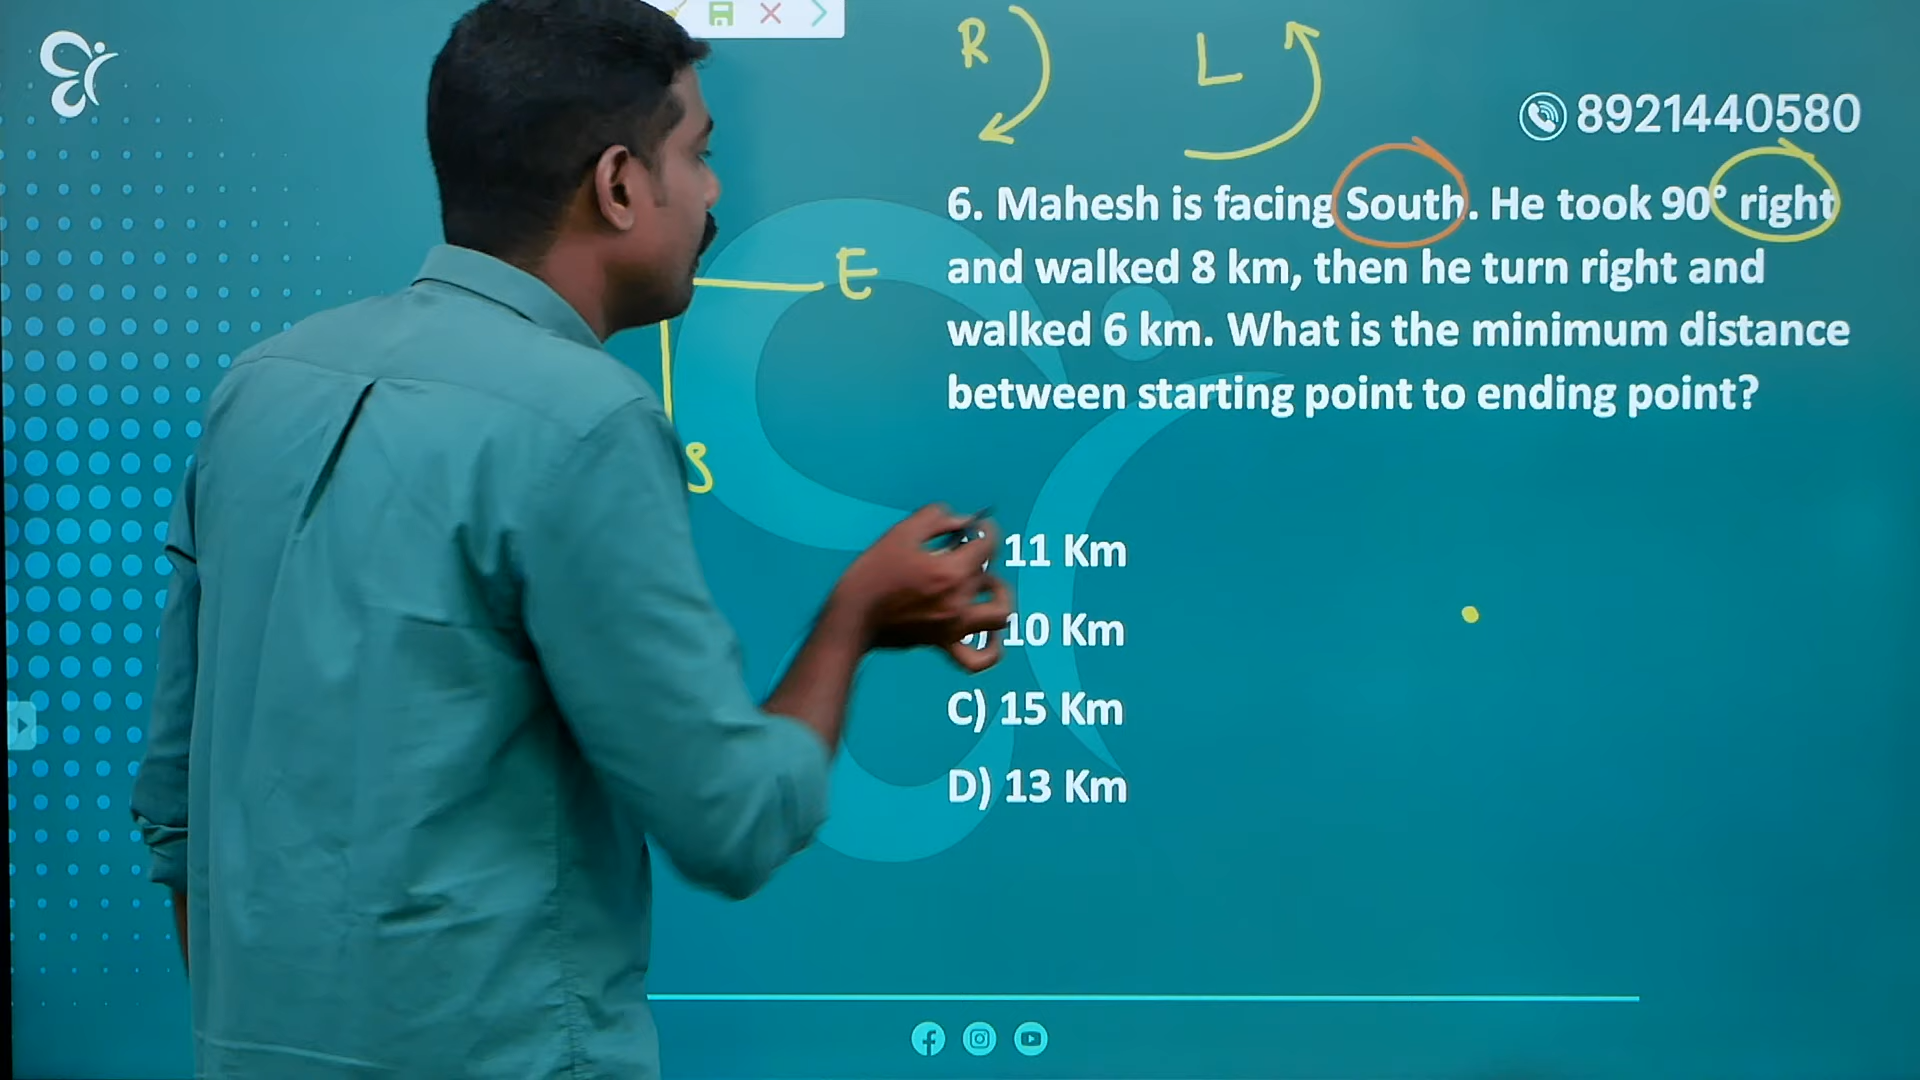 R
L
8921440580
6. Mahesh is facing South. He took 90° right
and walked 8 km, then he turn right and
walked 6 km. What is the minimum distance
between starting point to ending point?
E
S
11 Km
10 Km
C) 15 Km
D) 13 Km